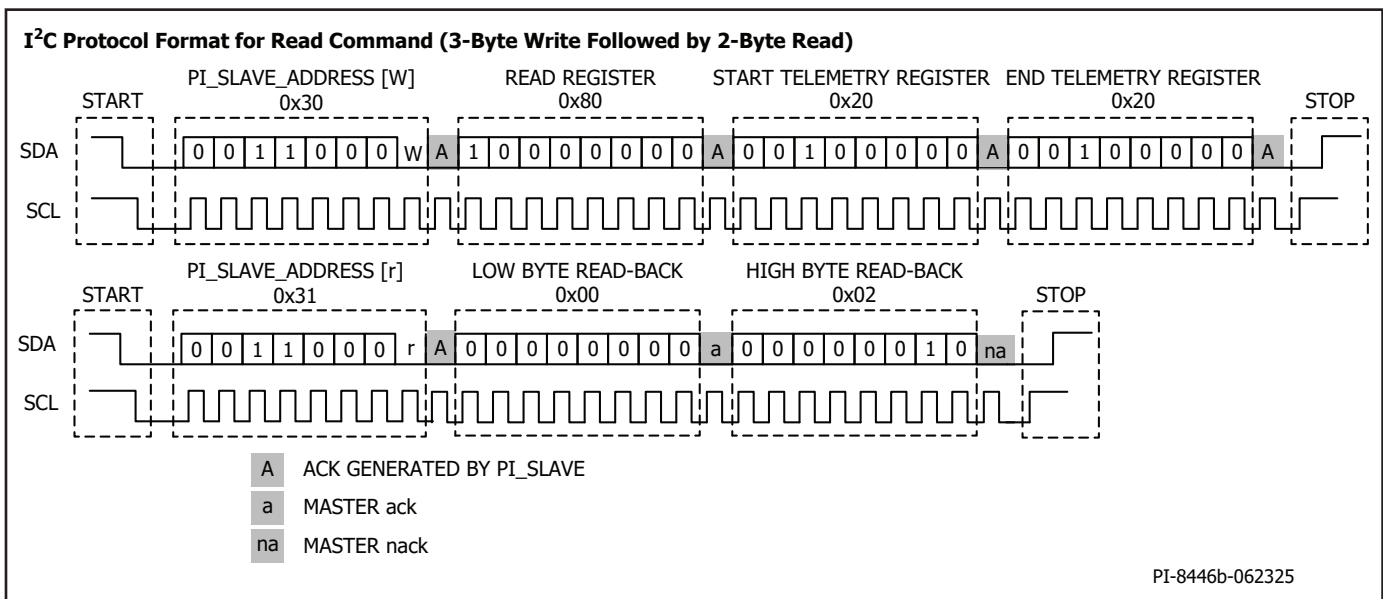 I2C Protocol Format for Read Command (3-Byte Write Followed by 2-Byte Read)
PI_SLAVE_ADDRESS [W] READ REGISTER START TELEMETRY REGISTER END TELEMETRY REGISTER
START 0x30 0x80 0x20 0x20 STOP
SDA 0 0 1 1 0 0 0 W A 1 0 0 0 0 0 0 0 A 0 0 1 0 0 0 0 0 A 0 0 1 0 0 0 0 0 A
SCL
PI_SLAVE_ADDRESS [r] LOW BYTE READ-BACK HIGH BYTE READ-BACK
START 0x31 0x00 0x02 STOP
SDA 0 0 1 1 0 0 0 r A 0 0 0 0 0 0 0 0 a 0 0 0 0 0 0 1 0 na
SCL
A ACK GENERATED BY PI_SLAVE
a MASTER ack
na MASTER nack
PI-8446b-062325